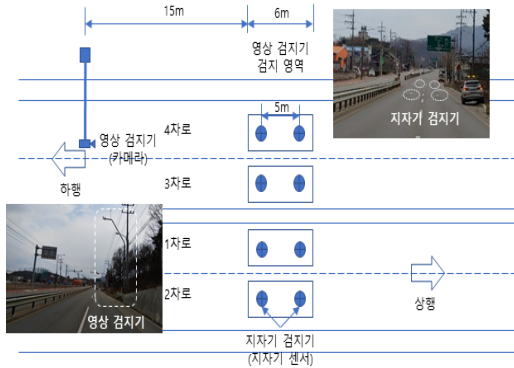 15m
6m
영상 검지기
검지 영역
지자기 검지기
5m
4차로
영상 검지기
(카메라)
하행
3차로
1차로
영상 검지기
2차로
상행
지자기 검지기
(지자기 센서)